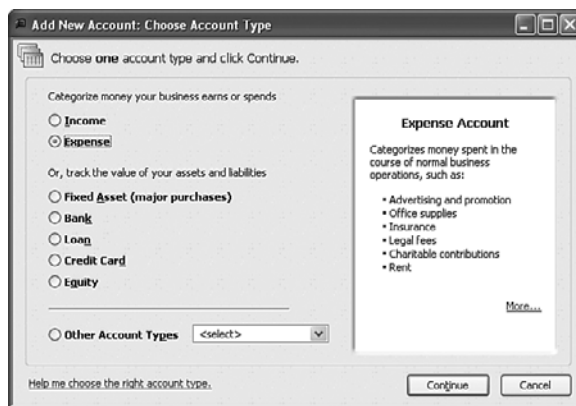 Add New Account: Choose Account Type
Choose one account type and click Continue.
Categorize money your business earns or spends
Income
Expense
Or, track the value of your assets and liabilities
Fixed Asset (major purchases)
Bank
Loan
Credit Card
Equity
Other Account Types <select>
Expense Account
Categorizes money spent in the
course of normal business
operations, such as:
• Advertising and promotion
• Office supplies
• Insurance
• Legal fees
• Charitable contributions
• Rent
More...
Help me choose the right account type.
Continue
Cancel